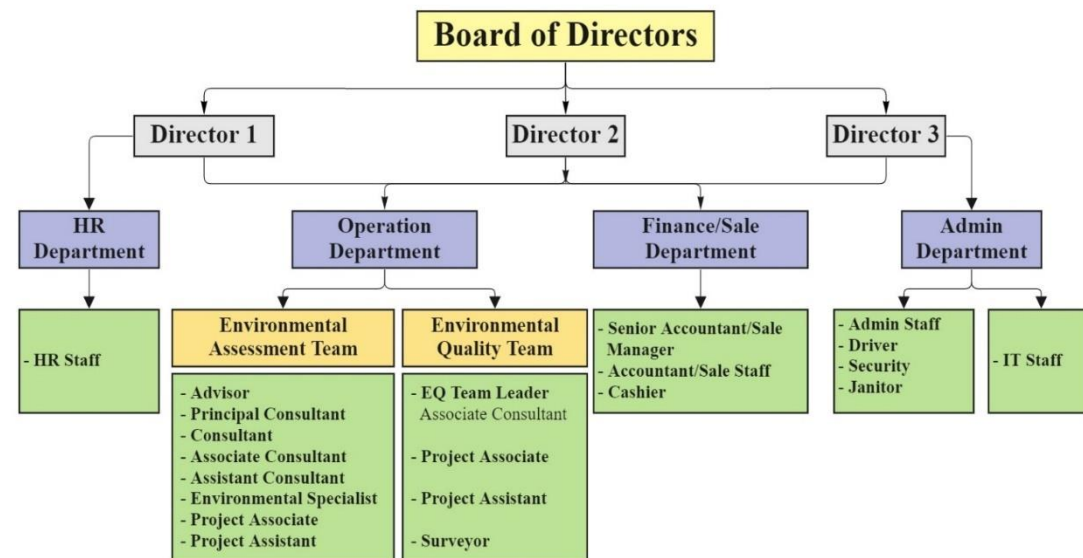 Board of Directors
Director 1
Director 2
Director 3
HR
Department
Operation
Department
Finance/Sale
Department
Admin
Department
- HR Staff
Environmental
Assessment Team
- Advisor
- Principal Consultant
- Consultant
- Associate Consultant
- Assistant Consultant
- Environmental Specialist
- Project Associate
- Project Assistant
Environmental
Quality Team
- EQ Team Leader
Associate Consultant
- Project Associate
- Project Assistant
- Surveyor
- Senior Accountant/Sale
Manager
- Accountant/Sale Staff
- Cashier
- Admin Staff
- Driver
- Security
- Janitor
- IT Staff